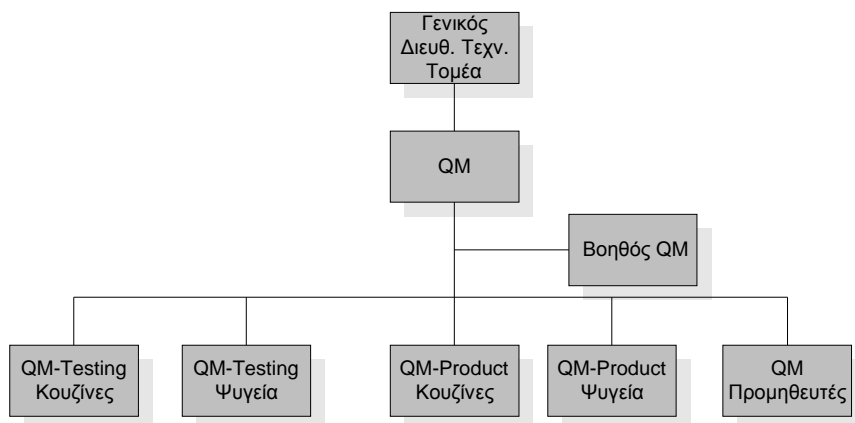 Γενικός
Διευθ. Τεχν.
Τομέα
QM
Βοηθός QM
QM-Testing
Κουζίνες
QM-Testing
Ψυγεία
QM-Product
Κουζίνες
QM-Product
Ψυγεία
QM
Προμηθευτές